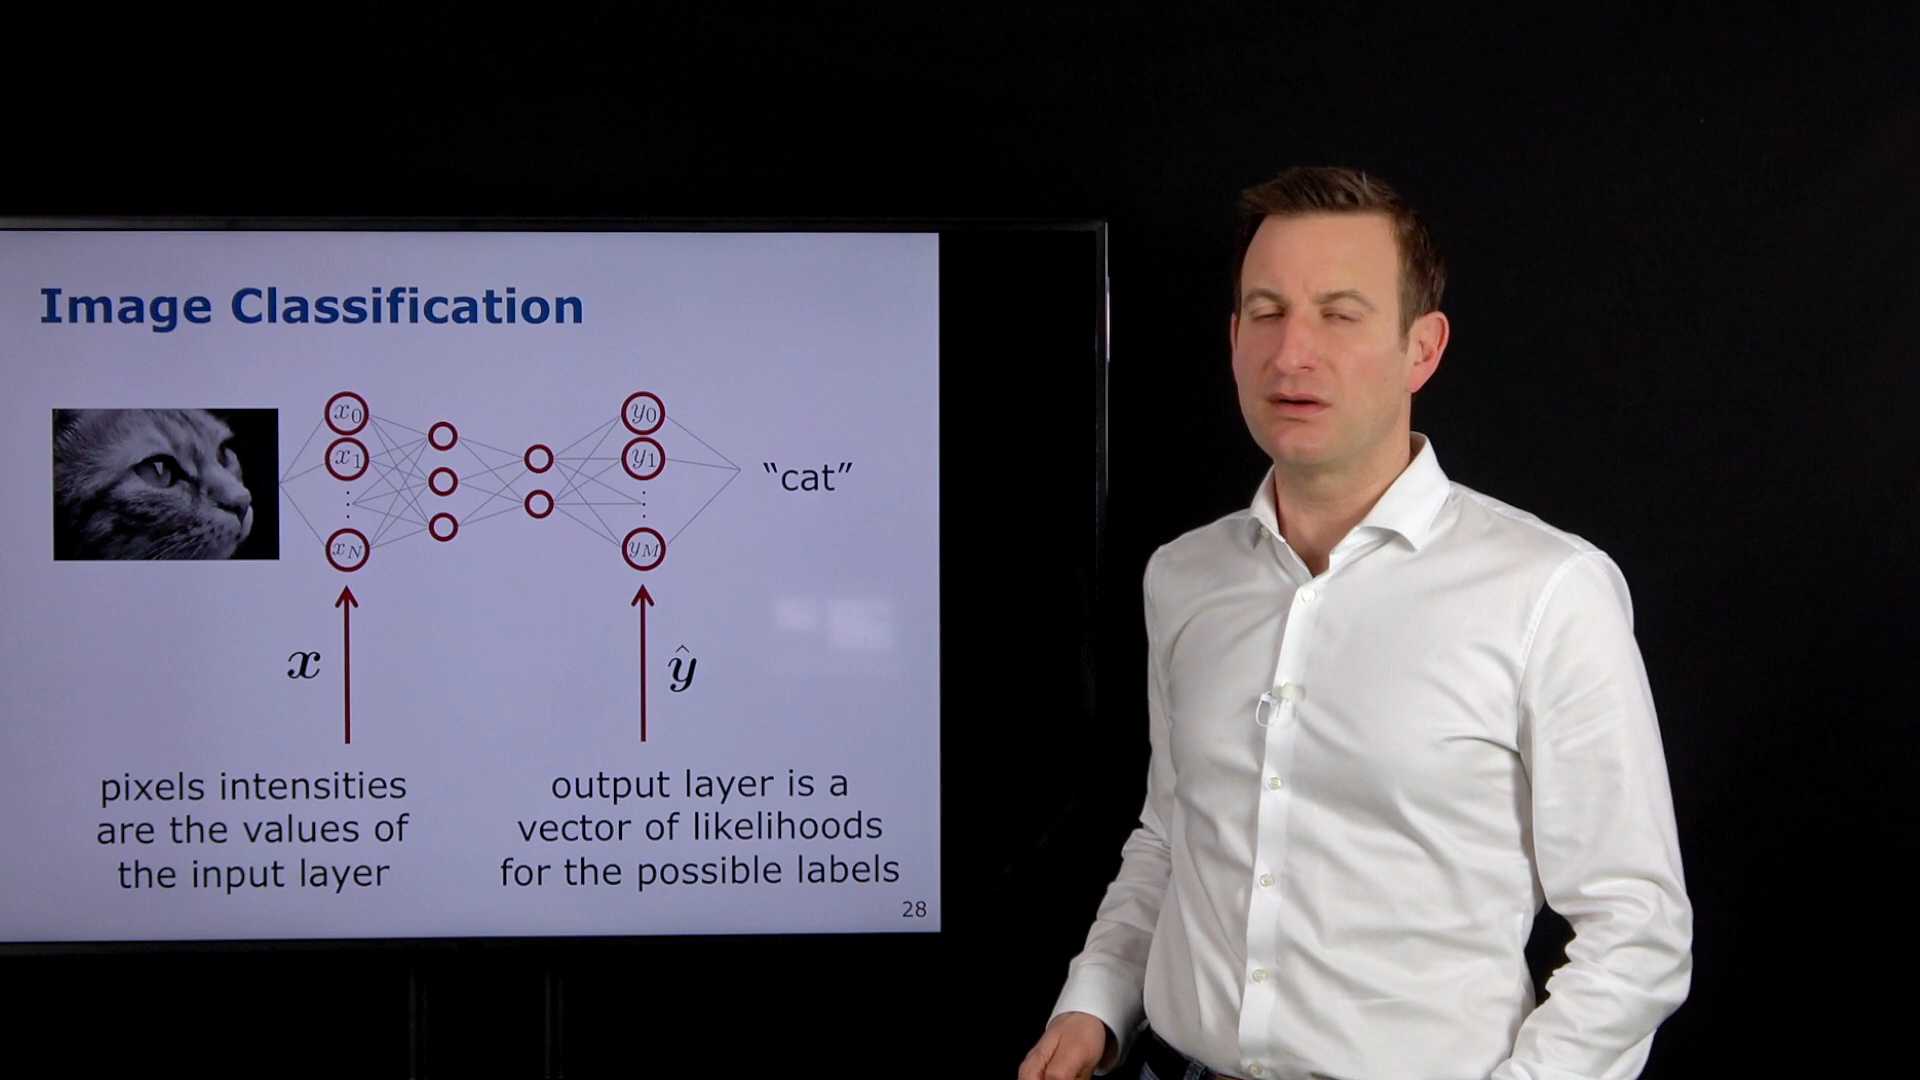 Image Classification
x0
x1
xN
y0
y1
yM
“cat”
x
ŷ
pixels intensities
are the values of
the input layer
output layer is a
vector of likelihoods
for the possible labels
28